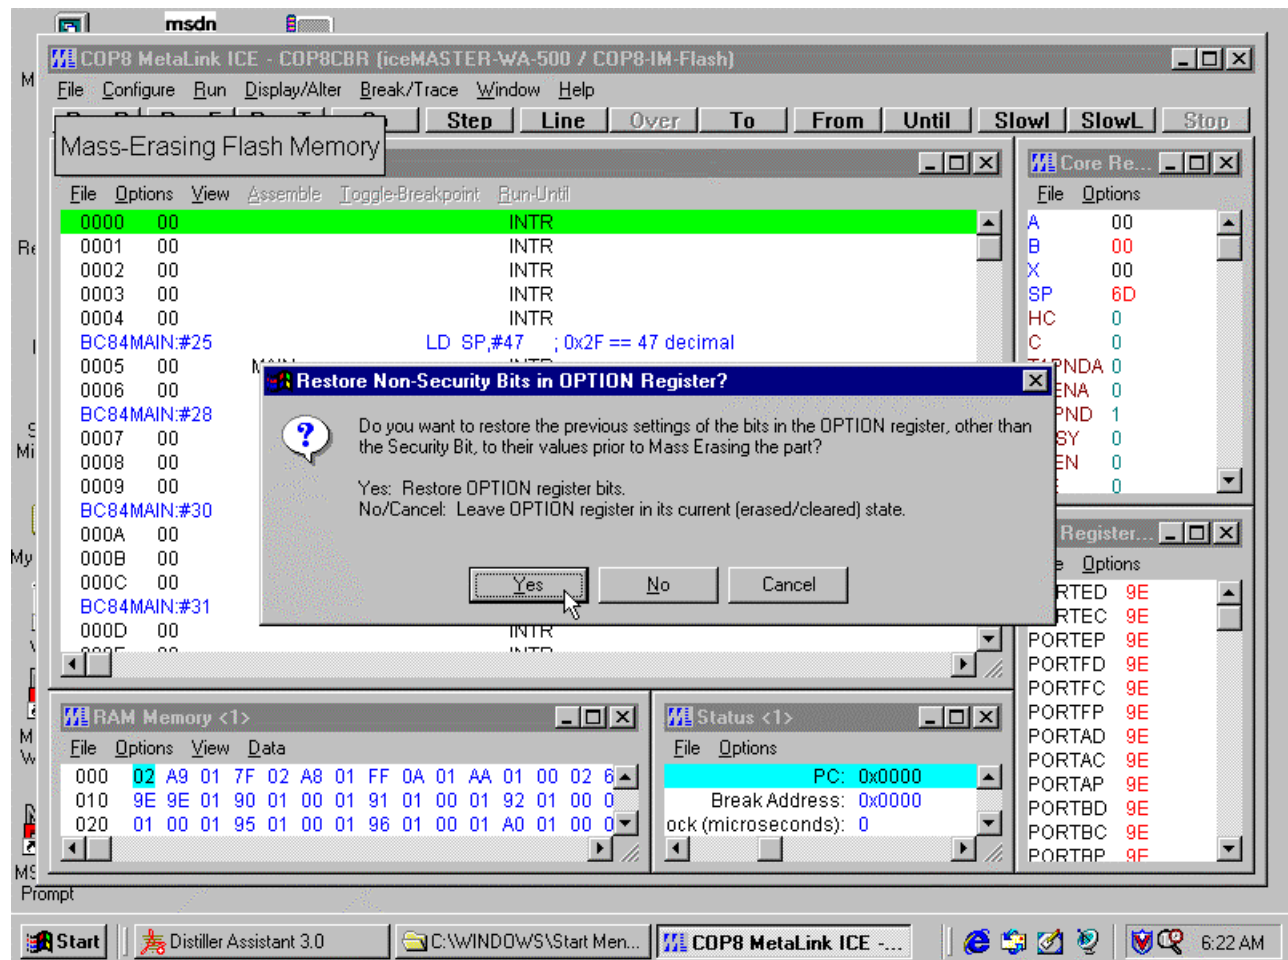 msdn
COP8 MetaLink ICE - COP8CBR (iceMASTER-WA-500 / COP8-IM-Flash)
File Configure Run Display/Alter Break/Trace Window Help
Step Line Over To From Until SlowI SlowL Stop
Mass-Erasing Flash Memory
File Options View Assemble Toggle-Breakpoint Run-Until
0000 00 INTR
0001 00 INTR
0002 00 INTR
0003 00 INTR
0004 00 INTR
BC84MAIN:#25 LD SP,#47 ; 0x2F == 47 decimal
0005 00
0006 00
BC84MAIN:#28
0007 00
0008 00
0009 00
BC84MAIN:#30
000A 00
000B 00
000C 00
BC84MAIN:#31
000D 00 INTR
Restore Non-Security Bits in OPTION Register?
Do you want to restore the previous settings of the bits in the OPTION register, other than
the Security Bit, to their values prior to Mass Erasing the part?
Yes: Restore OPTION register bits.
No/Cancel: Leave OPTION register in its current (erased/cleared) state.
Yes No Cancel
Core Re...
File Options
A 00
B 00
X 00
SP 6D
HC 0
C 0
0
0
1
0
0
0
Register...
Options
9E
9E
PORTEP 9E
PORTFD 9E
PORTFC 9E
PORTFP 9E
PORTAD 9E
PORTAC 9E
PORTAP 9E
PORTBD 9E
PORTBC 9E
PORTBP 9E
RAM Memory <1>
File Options View Data
000 02 A9 01 7F 02 A8 01 FF 0A 01 AA 01 00 02
010 9E 9E 01 90 01 00 01 91 01 00 01 92 01 00
020 01 00 01 95 01 00 01 96 01 00 01 A0 01 00
Status <1>
File Options
PC: 0x0000
Break Address: 0x0000
(microseconds): 0
Prompt
Start Distiller Assistant 3.0 C:\WINDOWS\Start Men... COP8 MetaLink ICE -... 6:22 AM